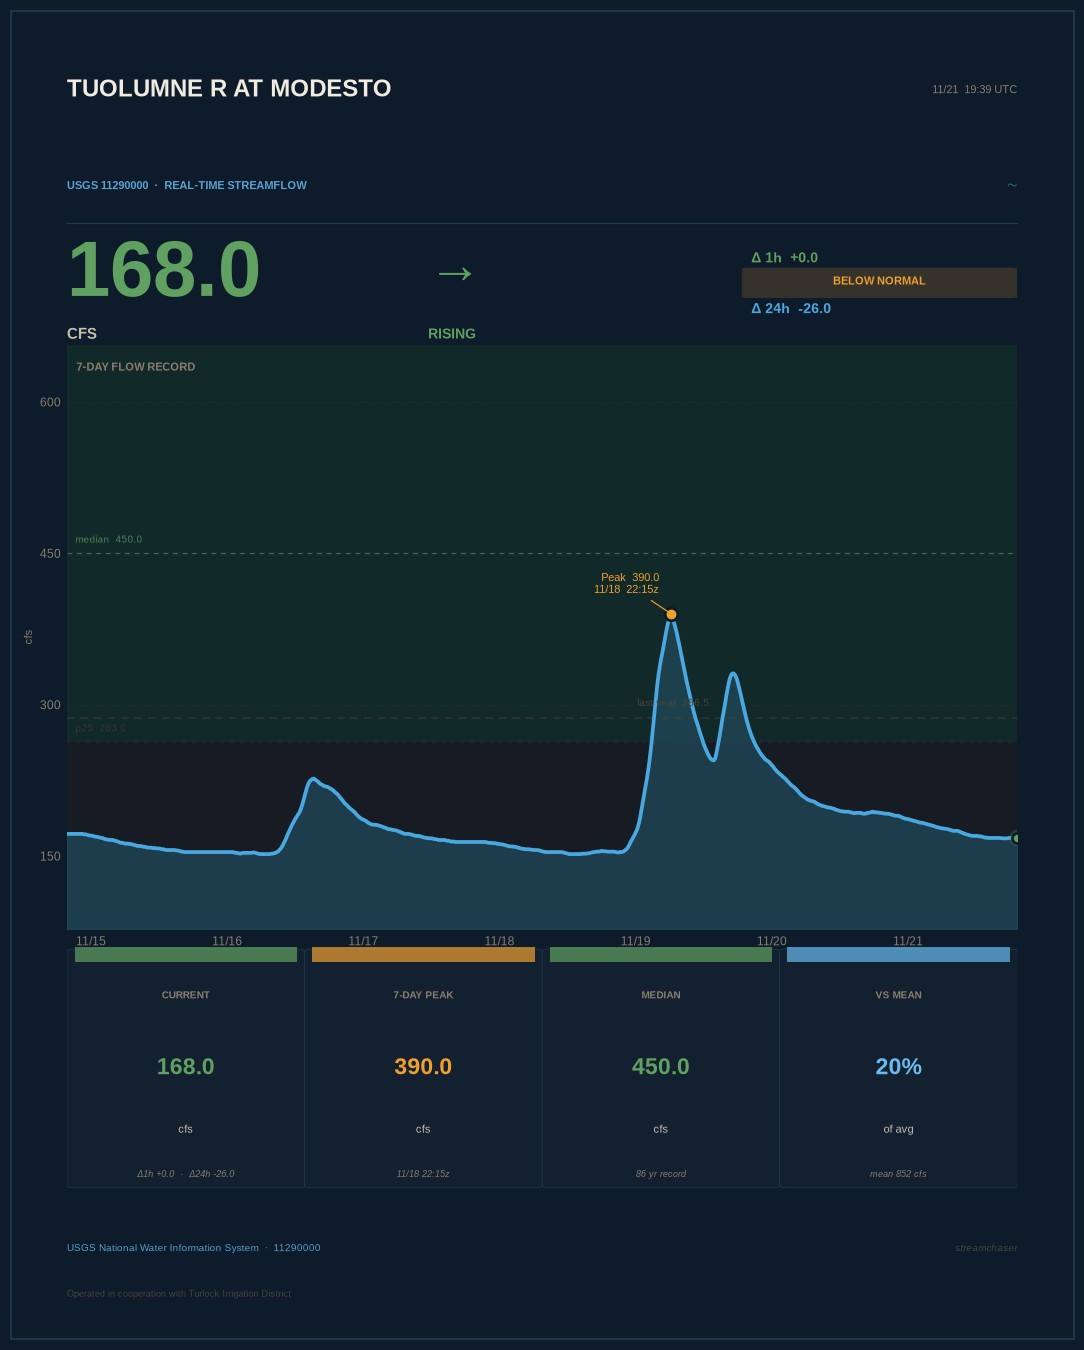 TUOLUMNE R AT MODESTO
11/21 19:39 UTC
USGS 11290000 · REAL-TIME STREAMFLOW
~
168.0
→
Δ 1h +0.0
BELOW NORMAL
Δ 24h -26.0
CFS
RISING
7-DAY FLOW RECORD
600
median 450.0
450
Peak 390.0
11/18 22:15z
cfs
300
p25 263.0
150
11/15
11/16
11/17
11/18
11/19
11/20
11/21
CURRENT
7-DAY PEAK
MEDIAN
VS MEAN
168.0
390.0
450.0
20%
cfs
cfs
cfs
of avg
Δ1h +0.0 · Δ24h -26.0
11/18 22:15z
86 yr record
mean 852 cfs
USGS National Water Information System · 11290000
streamchaser
Operated in cooperation with Turlock Irrigation District